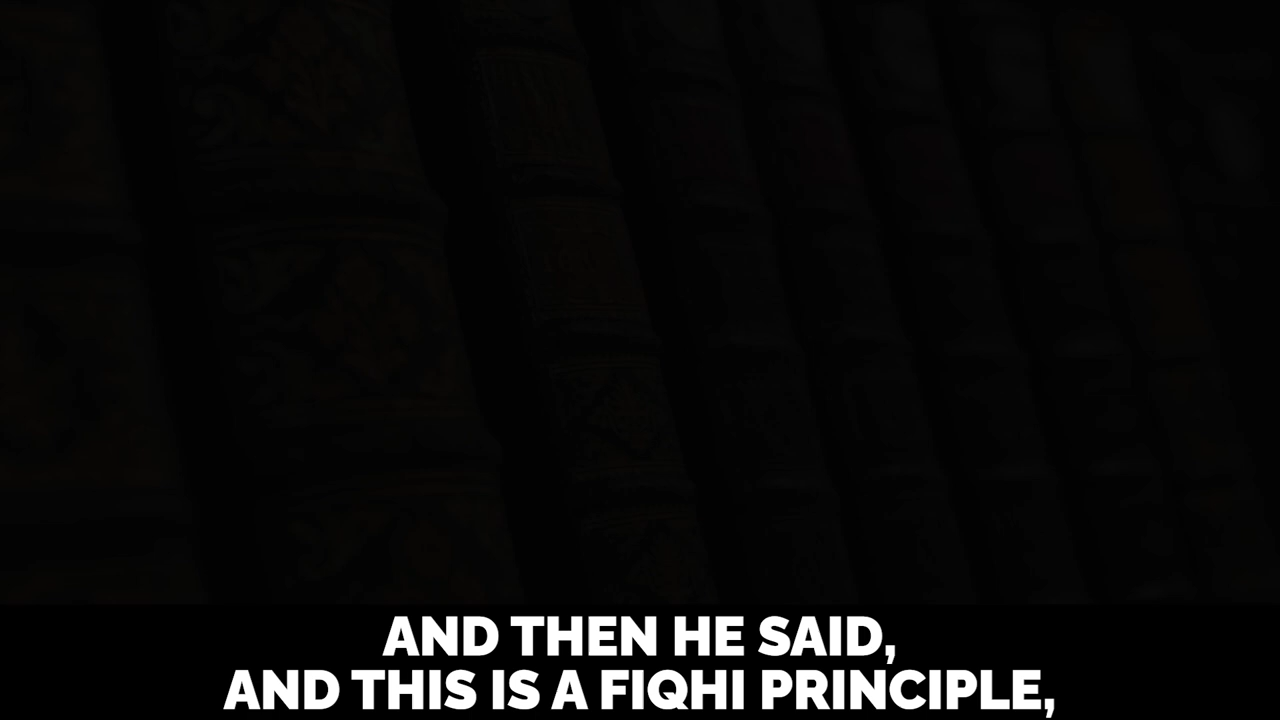 AND THEN HE SAID,
AND THIS IS A FIQHI PRINCIPLE,